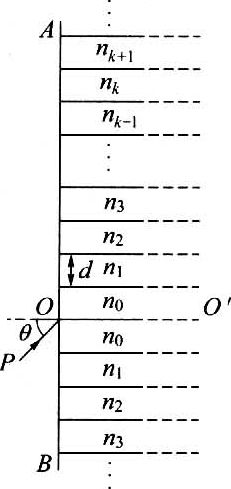 A
n_{k+1}
n_k
n_{k-1}
n_3
n_2
d n_1
O n_0 O'
θ n_0
P n_1
n_2
B n_3